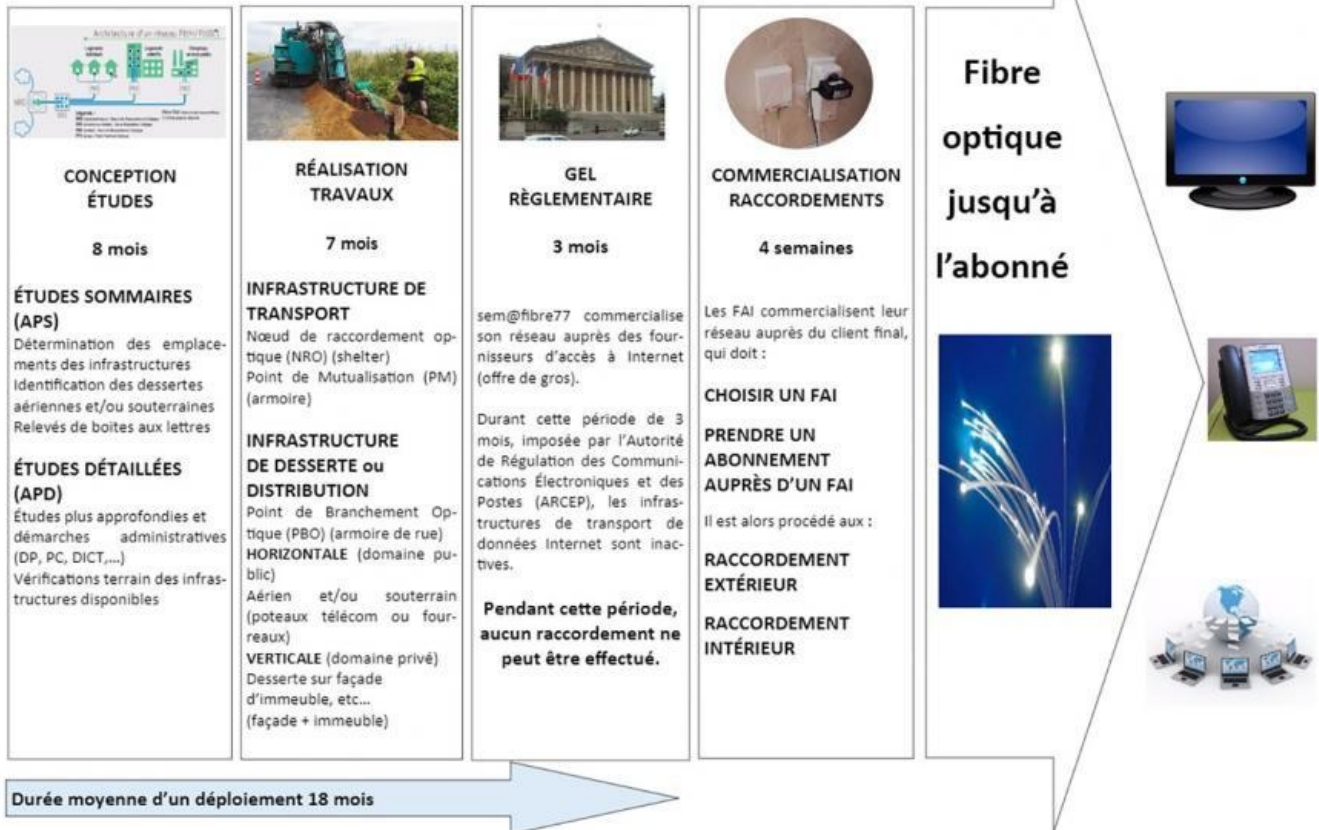 Architecture d'un réseau FttH/
CONCEPTION
ÉTUDES
8 mois
ÉTUDES SOMMAIRES
(APS)
Détermination des emplace-
ments des infrastructures
Identification des dessertes
aériennes et/ou souterraines
Relevés de boites aux lettres
ÉTUDES DÉTAILLÉES
(APD)
Études plus approfondies et
démarches administratives
(DP, PC, DICT,...)
Vérifications terrain des infras-
tructures disponibles
RÉALISATION
TRAVAUX
7 mois
INFRASTRUCTURE DE
TRANSPORT
Nœud de raccordement op-
tique (NRO) (shelter)
Point de Mutualisation (PM)
(armoire)
INFRASTRUCTURE
DE DESSERTE ou
DISTRIBUTION
Point de Branchement Op-
tique (PBO) (armoire de rue)
HORIZONTALE (domaine pu-
blic)
Aérien et/ou souterrain
(poteaux télécom ou four-
reaux)
VERTICALE (domaine privé)
Desserte sur façade
d'immeuble, etc...
(façade + immeuble)
GEL
RÈGLEMENTAIRE
3 mois
sem@fibre77 commercialise
son réseau auprès des four-
nisseurs d'accès à Internet
(offre de gros).
Durant cette période de 3
mois, imposée par l'Autorité
de Régulation des Communi-
cations Électroniques et des
Postes (ARCEP), les infras-
tructures de transport de
données Internet sont inac-
tives.
Pendant cette période,
aucun raccordement ne
peut être effectué.
COMMERCIALISATION
RACCORDEMENTS
4 semaines
Les FAI commercialisent leur
réseau auprès du client final,
qui doit :
CHOISIR UN FAI
PRENDRE UN
ABONNEMENT
AUPRÈS D'UN FAI
Il est alors procédé aux :
RACCORDEMENT
EXTÉRIEUR
RACCORDEMENT
INTÉRIEUR
Fibre
optique
jusqu'à
l'abonné
Durée moyenne d'un déploiement 18 mois